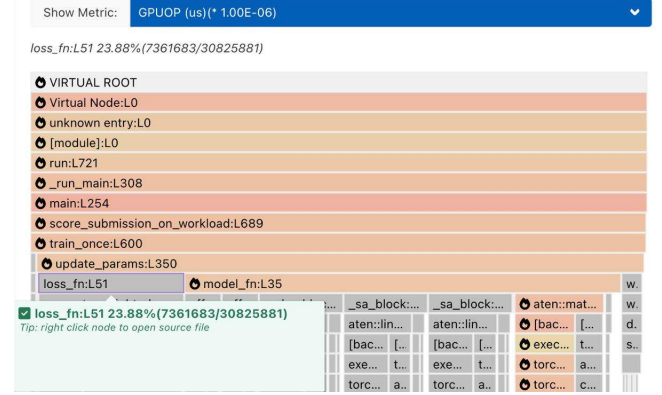 Show Metric: GPUOP (us)(* 1.00E-06)
loss_fn:L51 23.88%(7361683/30825881)
VIRTUAL ROOT
Virtual Node:L0
unknown entry:L0
[module]:L0
run:L721
_run_main:L308
main:L254
score_submission_on_workload:L689
train_once:L600
update_params:L350
loss_fn:L51 model_fn:L35 w.
_sa_block:... _sa_block:... aten::mat... w.
loss_fn:L51 23.88%(7361683/30825881)
Tip: right click node to open source file
aten::lin... aten::lin... [bac... [... d.
[bac... [.. [bac... [.. exec... t... s..
exe... t... exe... t... torc... a...
torc... a.. torc... a.. torc... c...